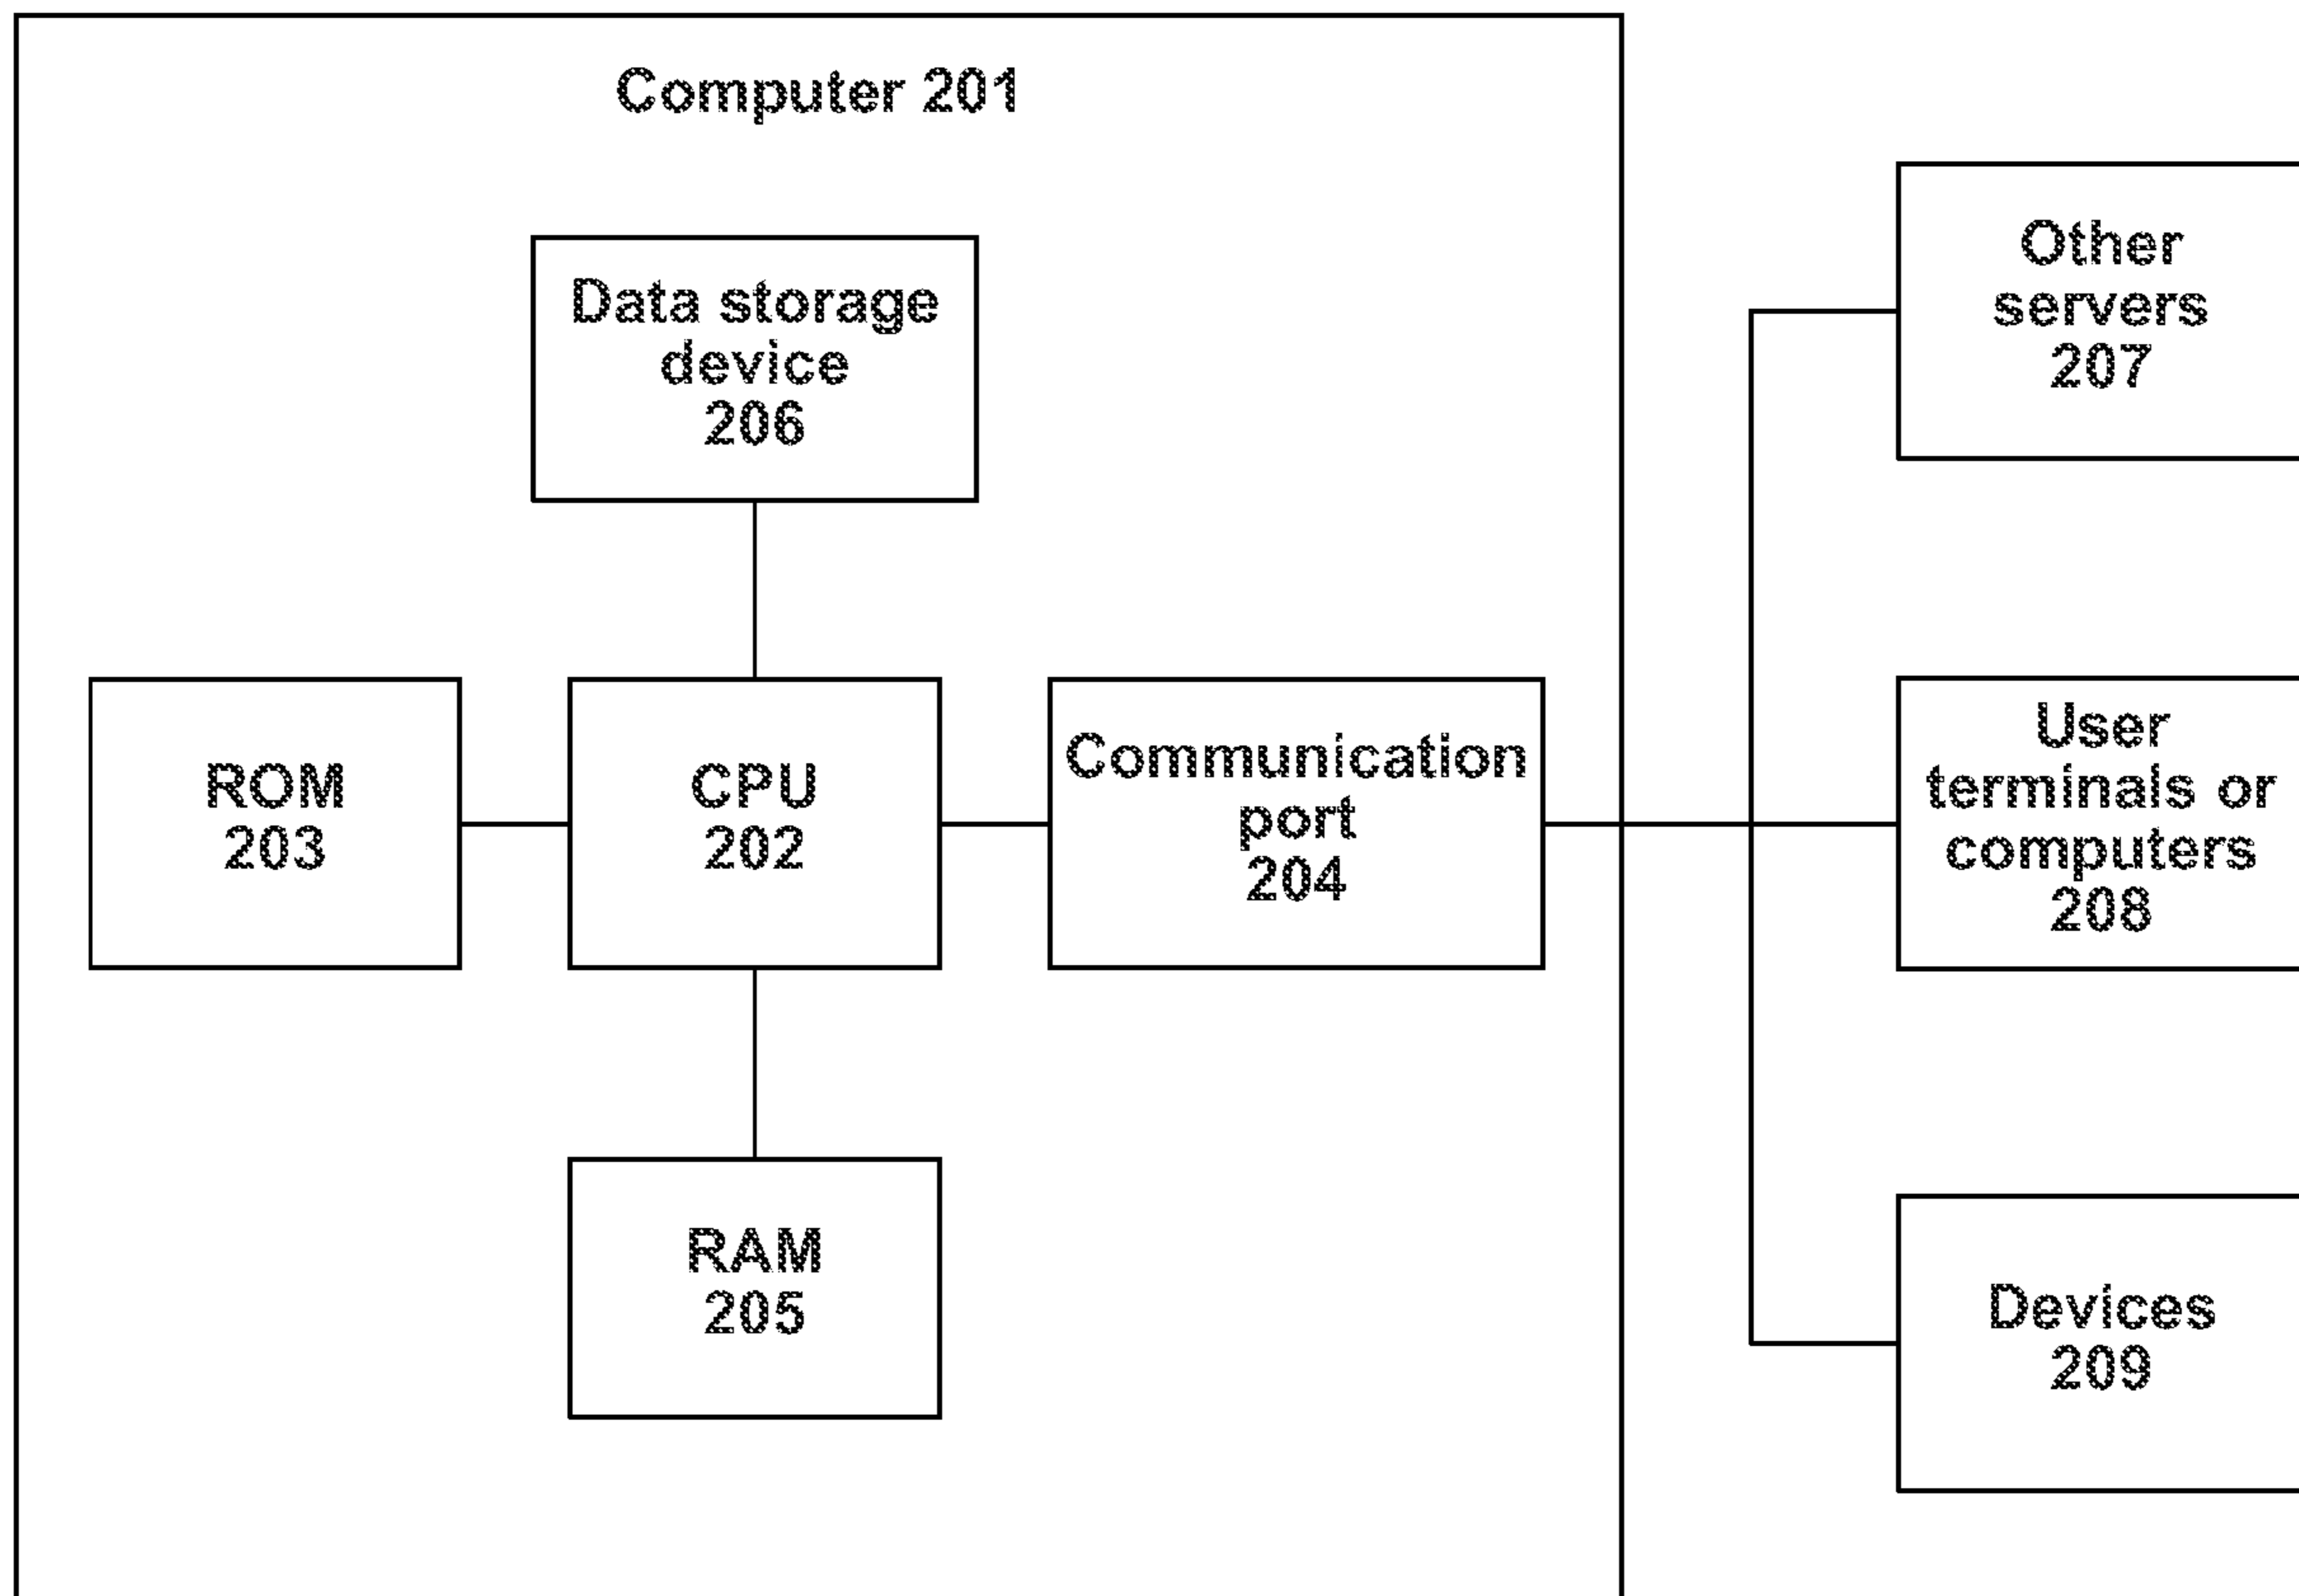 Computer 201
Data storage
device
206
ROM
203
CPU
202
Communication
port
204
RAM
205
Other
servers
207
User
terminals or
computers
208
Devices
209